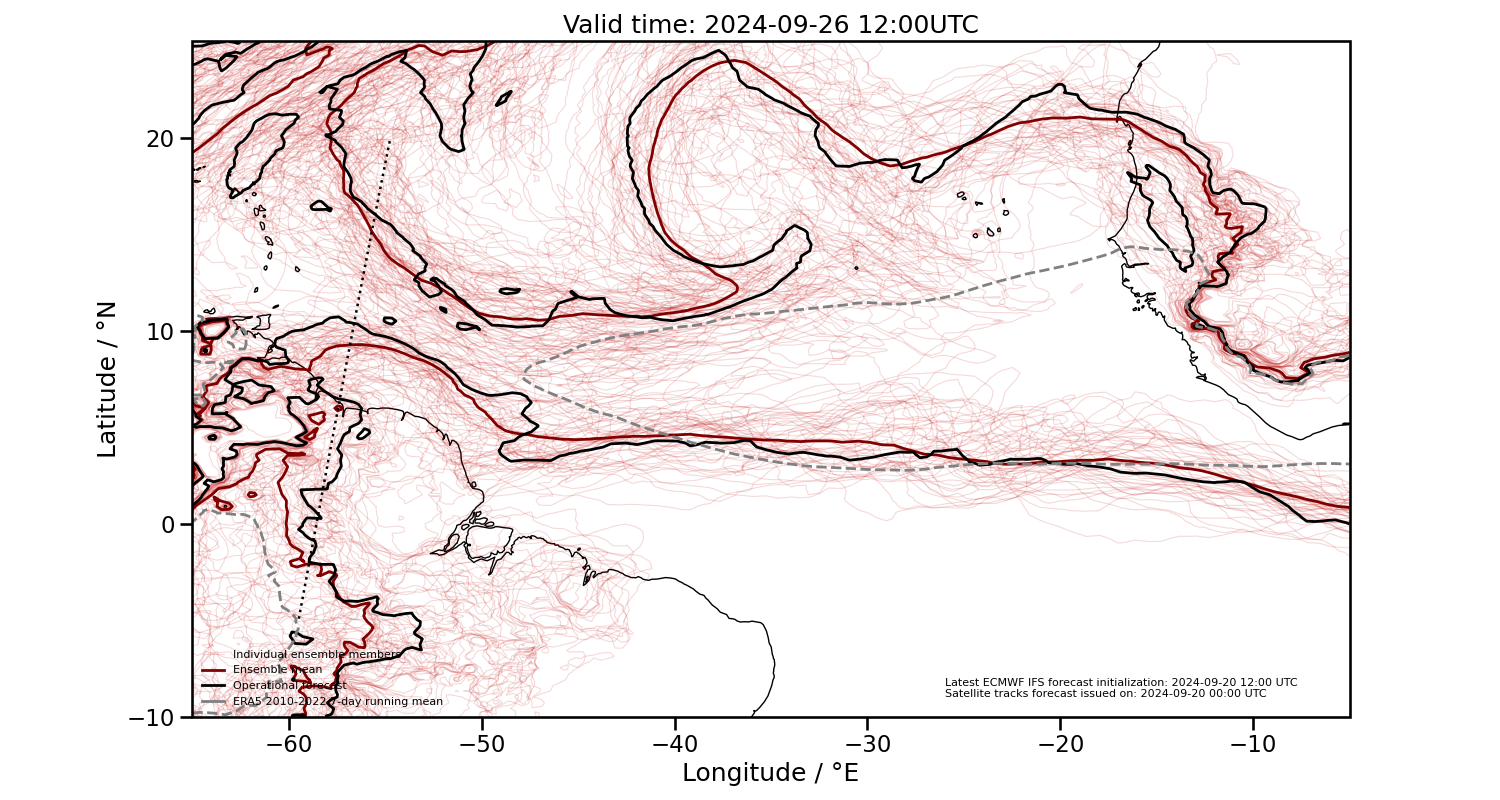 Valid time: 2024-09-26 12:00UTC
Latitude / °N
20
10
0
−10
Individual ensemble members
Ensemble mean
Operational forecast
ERA5 2010-2022 7-day running mean
Latest ECMWF IFS forecast initialization: 2024-09-20 12:00 UTC
Satellite tracks forecast issued on: 2024-09-20 00:00 UTC
−60 −50 −40 −30 −20 −10
Longitude / °E